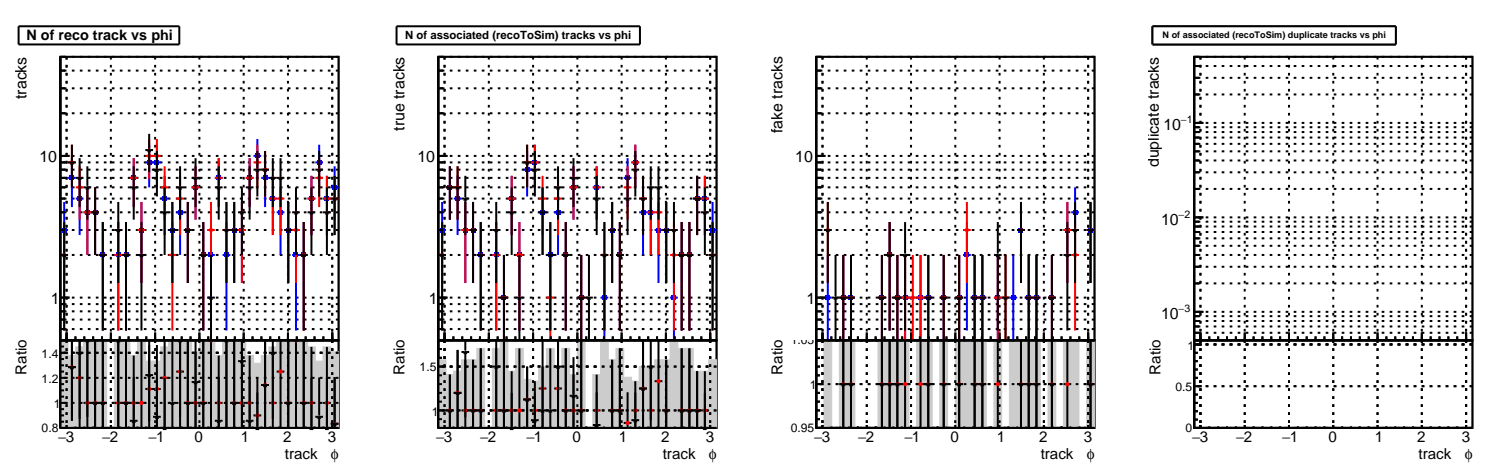 N of reco track vs phi
tracks
10
1
Ratio
1.4
1.2
1
0.8
−3 −2 −1 0 1 2 3
track ϕ
N of associated (recoToSim) tracks vs phi
true tracks
10
1
Ratio
1.5
1
−3 −2 −1 0 1 2 3
track ϕ
fake tracks
10
1
Ratio
1.05
1
0.95
−3 −2 −1 0 1 2 3
track ϕ
N of associated (recoToSim) duplicate tracks vs phi
duplicate tracks
10−1
10−2
10−3
Ratio
1
0.5
0
−3 −2 −1 0 1 2 3
track ϕ